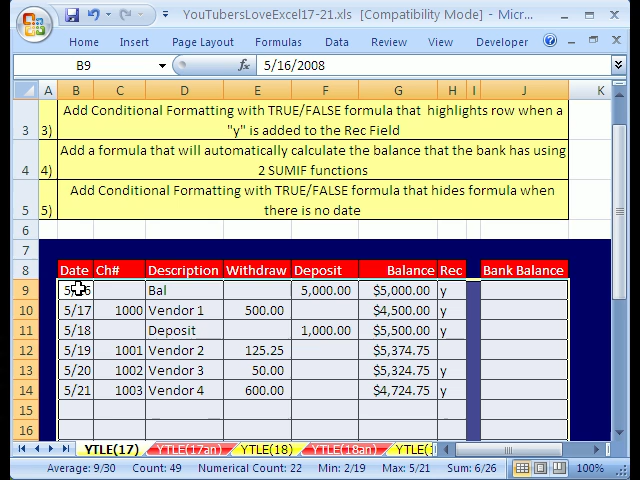 YouTubersLoveExcel17-21.xls [Compatibility Mode] - Micr...
Home Insert Page Layout Formulas Data Review View Developer
B9 fx 5/16/2008
A B C D E F G H I J K
3 3) Add Conditional Formatting with TRUE/FALSE formula that highlights row when a
"y" is added to the Rec Field
4 4) Add a formula that will automatically calculate the balance that the bank has using
2 SUMIF functions
5 5) Add Conditional Formatting with TRUE/FALSE formula that hides formula when
there is no date
6
7
8 Date Ch# Description Withdraw Deposit Balance Rec Bank Balance
9 Bal 5,000.00 $5,000.00 y
10 5/17 1000 Vendor 1 500.00 $4,500.00 y
11 5/18 Deposit 1,000.00 $5,500.00 y
12 5/19 1001 Vendor 2 125.25 $5,374.75
13 5/20 1002 Vendor 3 50.00 $5,324.75 y
14 5/21 1003 Vendor 4 600.00 $4,724.75 y
15
16
YTLE(17) YTLE(17an) YTLE(18) YTLE(18an) YTLE(1
Average: 9/30 Count: 49 Numerical Count: 22 Min: 2/19 Max: 5/21 Sum: 6/26 100%